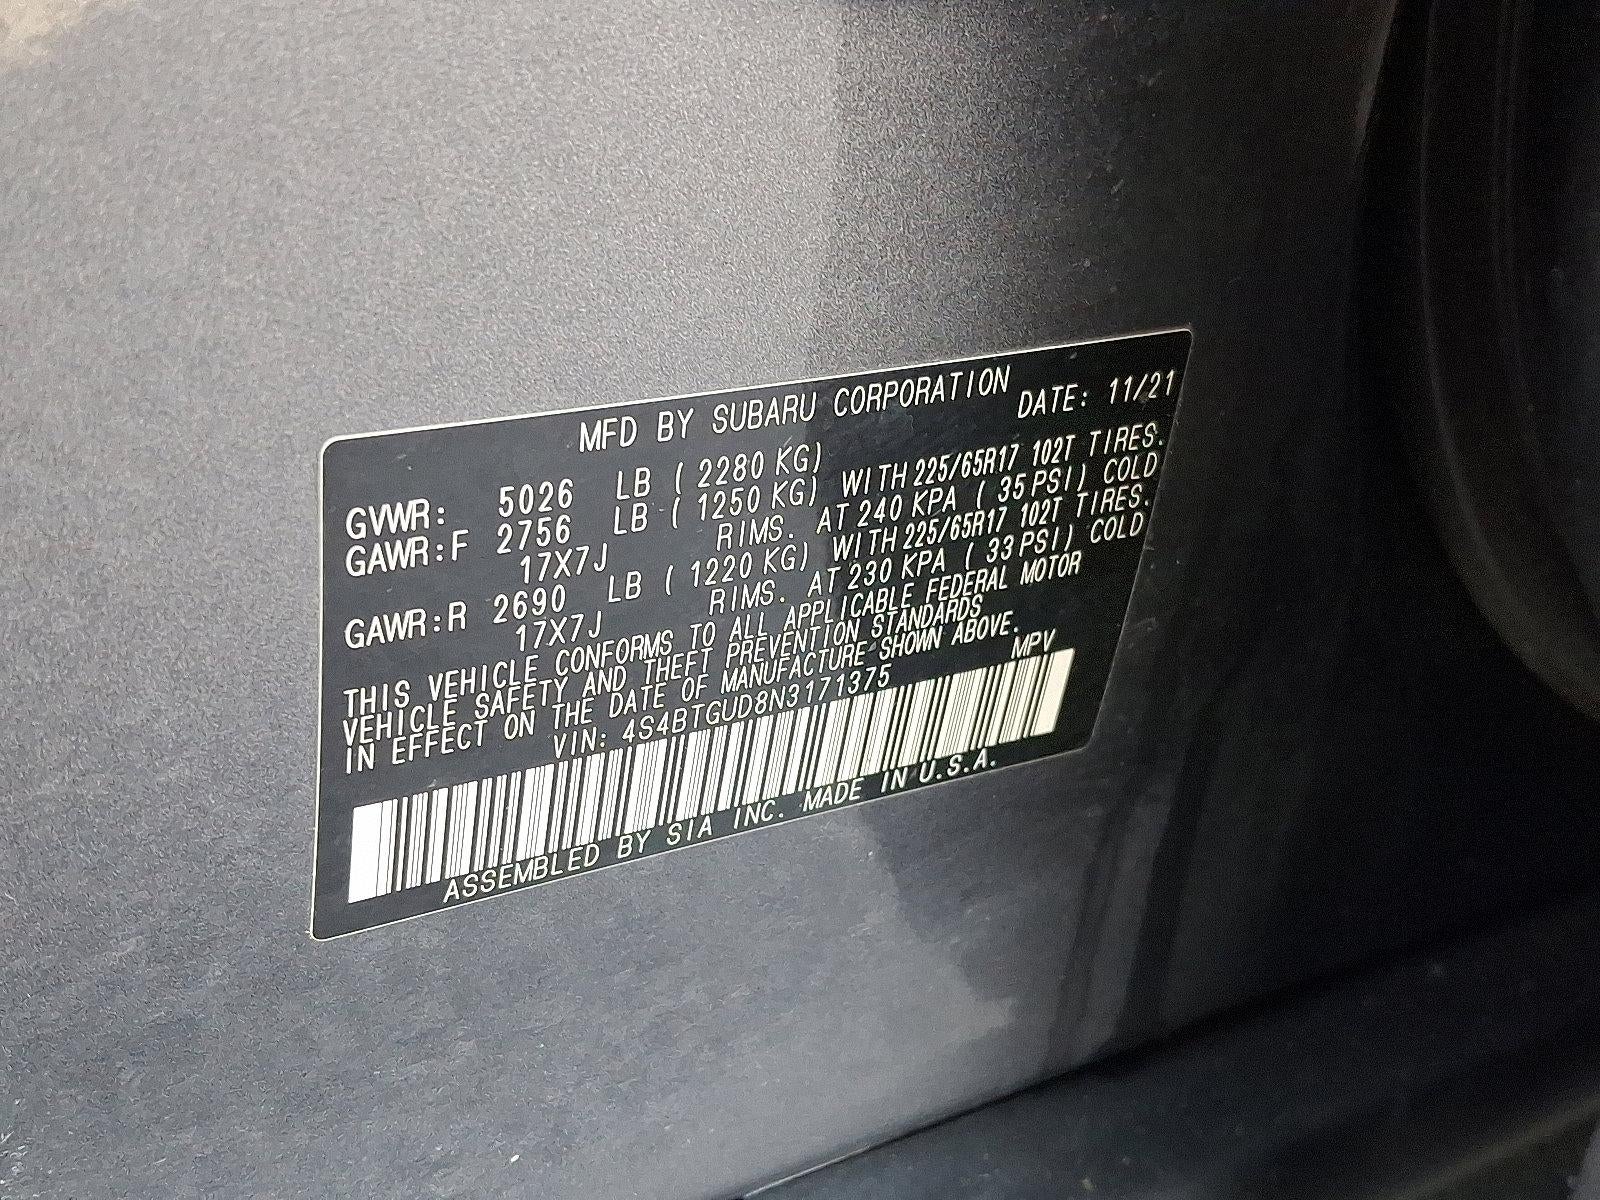 MFD BY SUBARU CORPORATION DATE: 11/21
GVWR: 5026 LB ( 2280 KG)
GAWR:F 2756 LB ( 1250 KG) WITH 225/65R17 102T TIRES.
17X7J RIMS. AT 240 KPA ( 35 PSI) COLD
GAWR:R 2690 LB ( 1220 KG) WITH 225/65R17 102T TIRES.
17X7J RIMS. AT 230 KPA ( 33 PSI) COLD
THIS VEHICLE CONFORMS TO ALL APPLICABLE FEDERAL MOTOR
VEHICLE SAFETY AND THEFT PREVENTION STANDARDS
IN EFFECT ON THE DATE OF MANUFACTURE SHOWN ABOVE.
VIN: 4S4BTGUD8N3171375 MPV
ASSEMBLED BY SIA INC. MADE IN U.S.A.